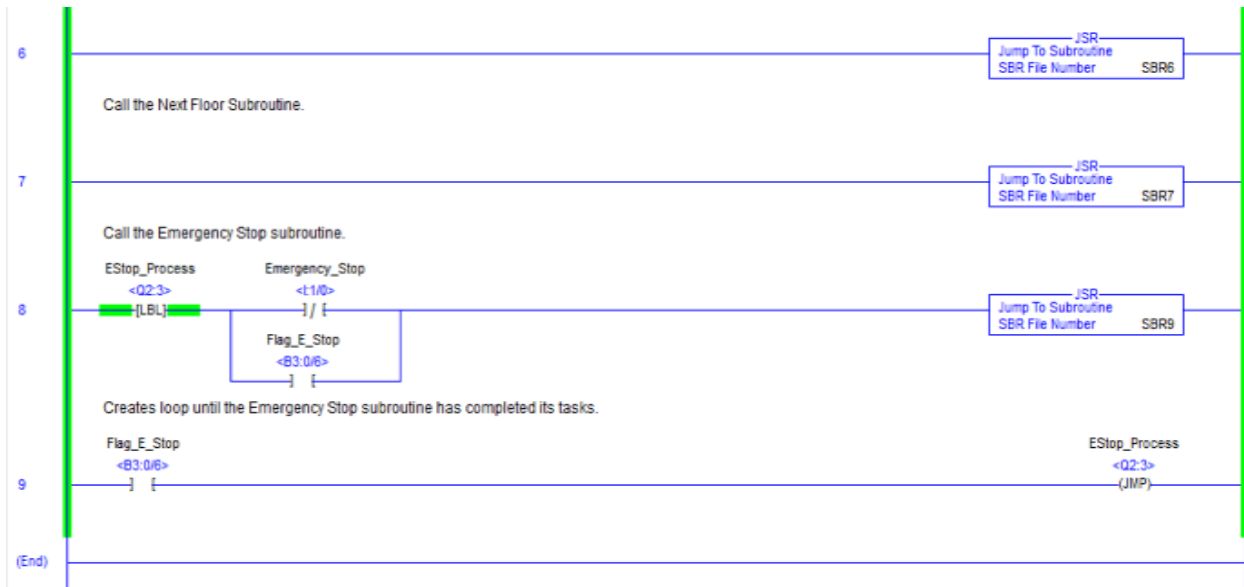 6
JSR
Jump To Subroutine
SBR File Number SBR6
Call the Next Floor Subroutine.
7
JSR
Jump To Subroutine
SBR File Number SBR7
Call the Emergency Stop subroutine.
EStop_Process Emergency_Stop
<Q2:3> <I:1/0>
8
[LBL]
JSR
Jump To Subroutine
SBR File Number SBR9
Flag_E_Stop
<B3:0/6>
Creates loop until the Emergency Stop subroutine has completed its tasks.
Flag_E_Stop EStop_Process
<B3:0/6> <Q2:3>
9 (JMP)
(End)